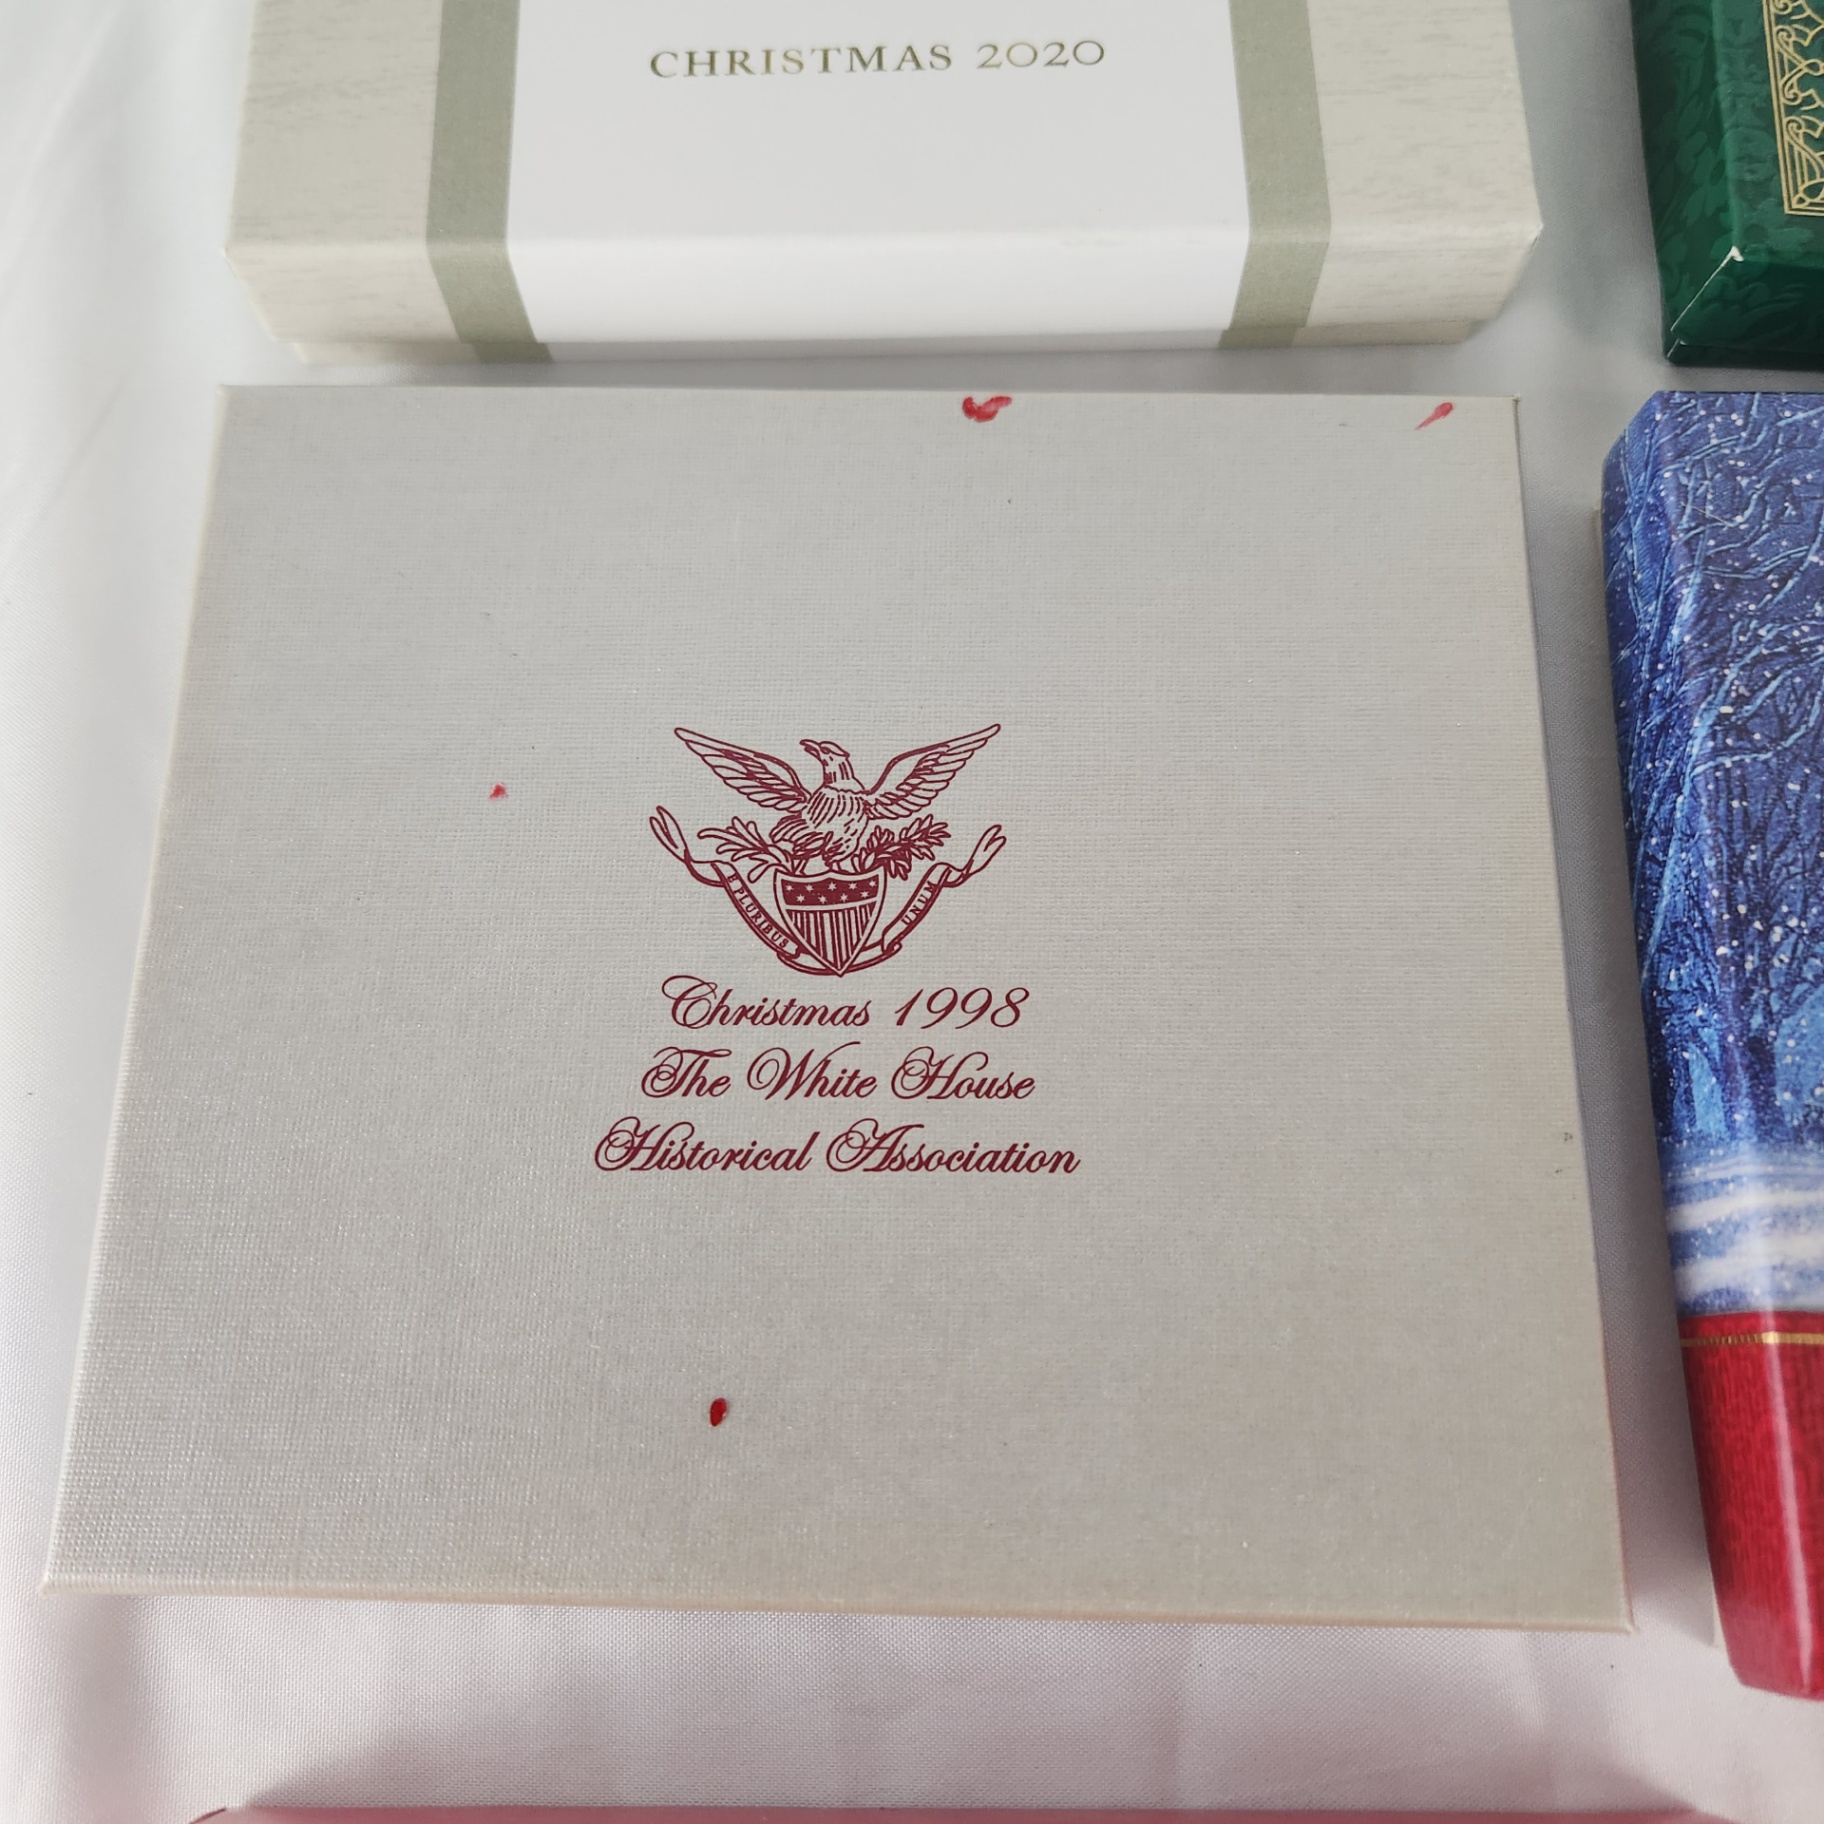 CHRISTMAS 2020
E PLURIBUS UNUM
Christmas 1998
The White House
Historical Association